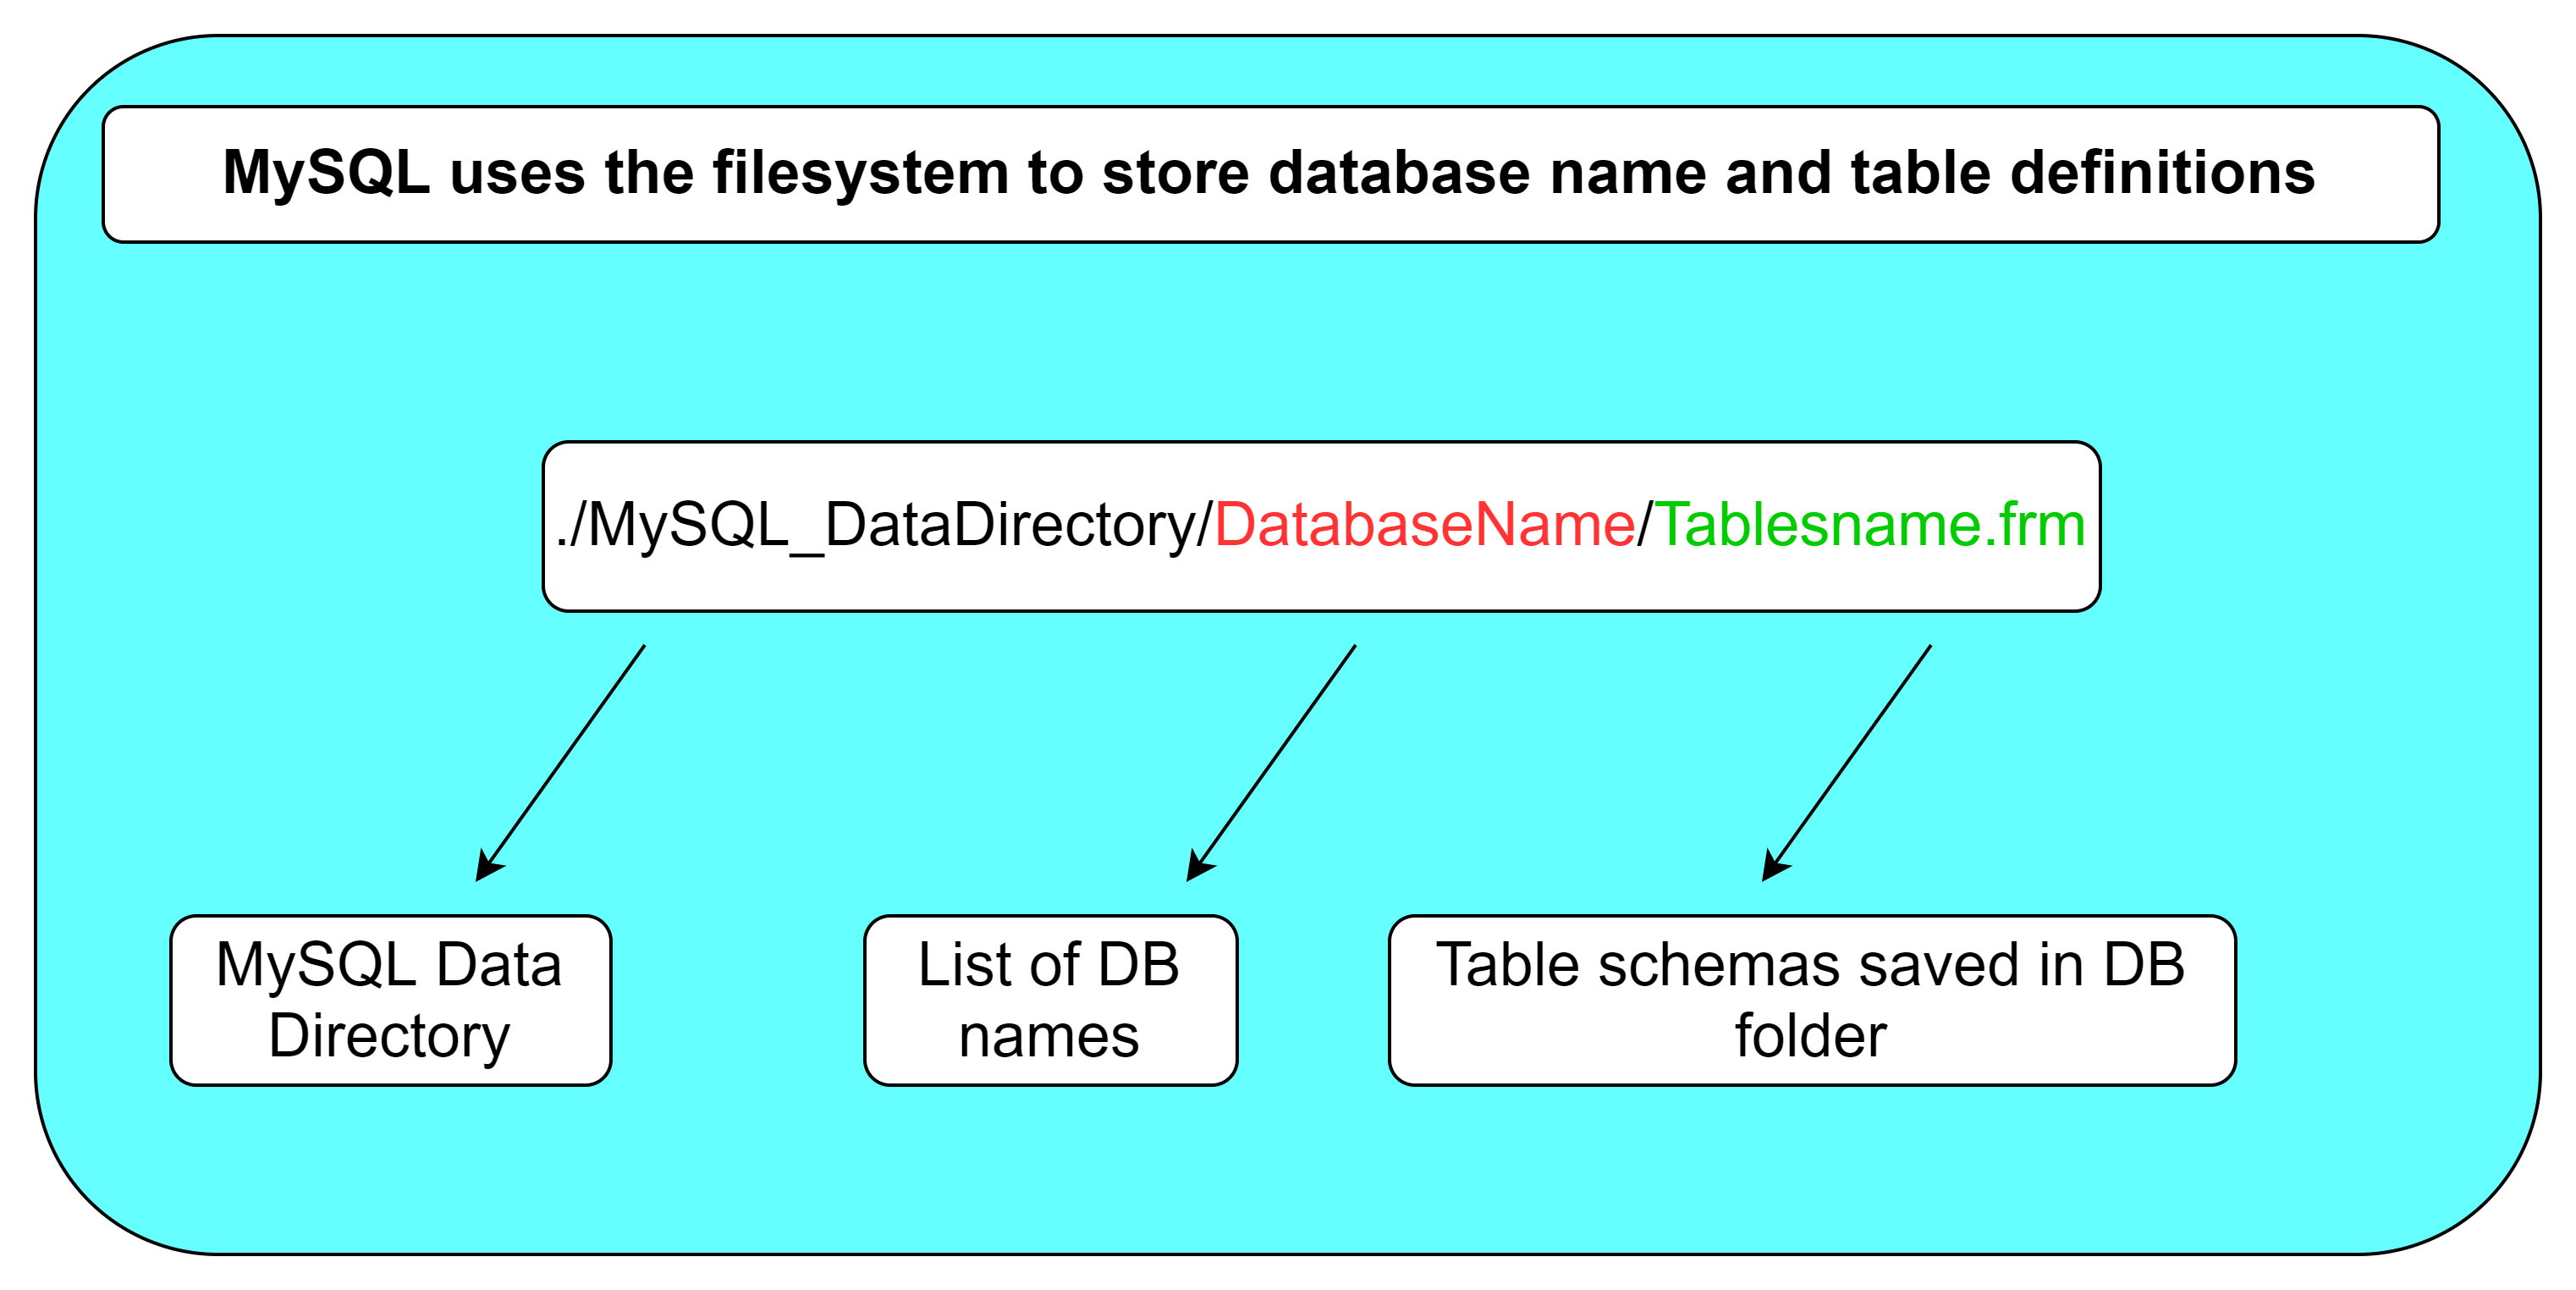 MySQL uses the filesystem to store database name and table definitions
./MySQL_DataDirectory/DatabaseName/Tablesname.frm
MySQL Data
Directory
List of DB
names
Table schemas saved in DB
folder